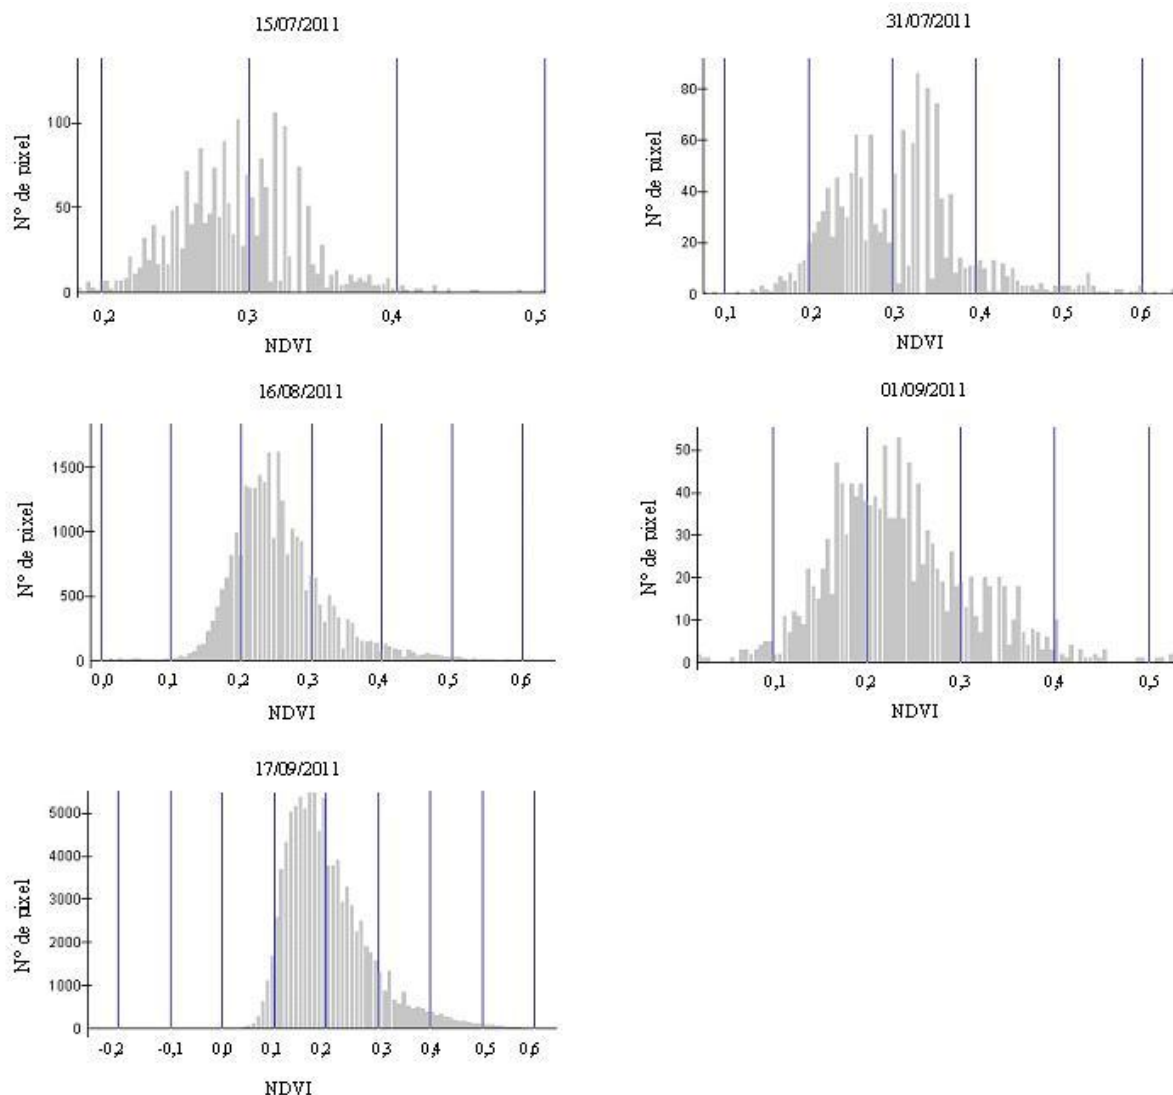 15/07/2011
N° de pixel
100
50
0
0,2 0,3 0,4 0,5
NDVI
31/07/2011
N° de pixel
80
60
40
20
0
0,1 0,2 0,3 0,4 0,5 0,6
NDVI
16/08/2011
N° de pixel
1500
1000
500
0
0,0 0,1 0,2 0,3 0,4 0,5 0,6
NDVI
01/09/2011
N° de pixel
50
40
30
20
10
0
0,1 0,2 0,3 0,4 0,5
NDVI
17/09/2011
N° de pixel
5000
4000
3000
2000
1000
0
-0,2 -0,1 0,0 0,1 0,2 0,3 0,4 0,5 0,6
NDVI